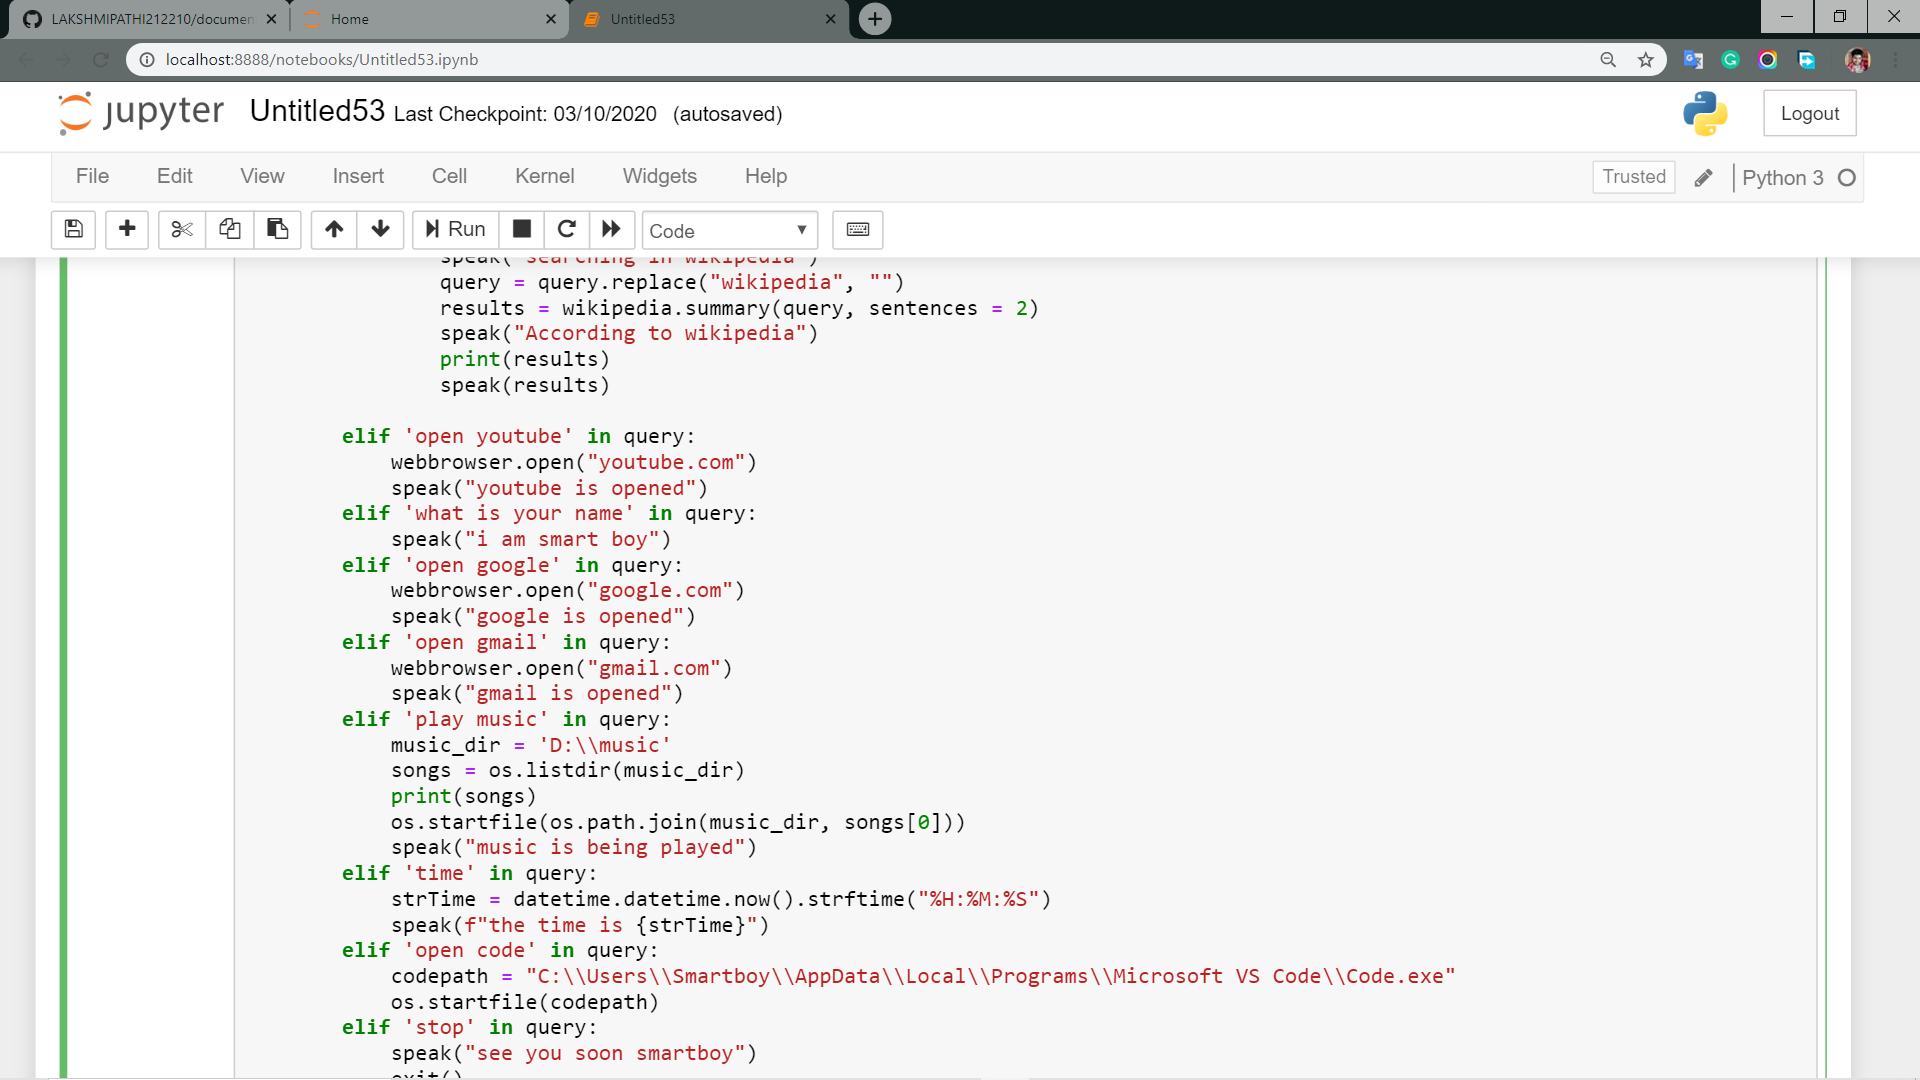 LAKSHMIPATHI212210/documen
Home
Untitled53
localhost:8888/notebooks/Untitled53.ipynb
jupyter Untitled53 Last Checkpoint: 03/10/2020 (autosaved)
Logout
File Edit View Insert Cell Kernel Widgets Help
Trusted
Python 3
Run
Code
speak("searching in wikipedia")
query = query.replace("wikipedia", "")
results = wikipedia.summary(query, sentences = 2)
speak("According to wikipedia")
print(results)
speak(results)
elif 'open youtube' in query:
webbrowser.open("youtube.com")
speak("youtube is opened")
elif 'what is your name' in query:
speak("i am smart boy")
elif 'open google' in query:
webbrowser.open("google.com")
speak("google is opened")
elif 'open gmail' in query:
webbrowser.open("gmail.com")
speak("gmail is opened")
elif 'play music' in query:
music_dir = 'D:\\music'
songs = os.listdir(music_dir)
print(songs)
os.startfile(os.path.join(music_dir, songs[0]))
speak("music is being played")
elif 'time' in query:
strTime = datetime.datetime.now().strftime("%H:%M:%S")
speak(f"the time is {strTime}")
elif 'open code' in query:
codepath = "C:\\Users\\Smartboy\\AppData\\Local\\Programs\\Microsoft VS Code\\Code.exe"
os.startfile(codepath)
elif 'stop' in query:
speak("see you soon smartboy")
exit()